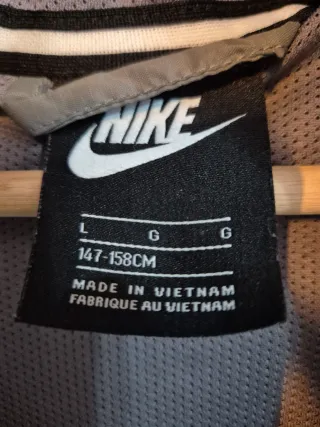 NIKE
L G G
147-158CM
MADE IN VIETNAM
FABRIQUE AU VIETNAM